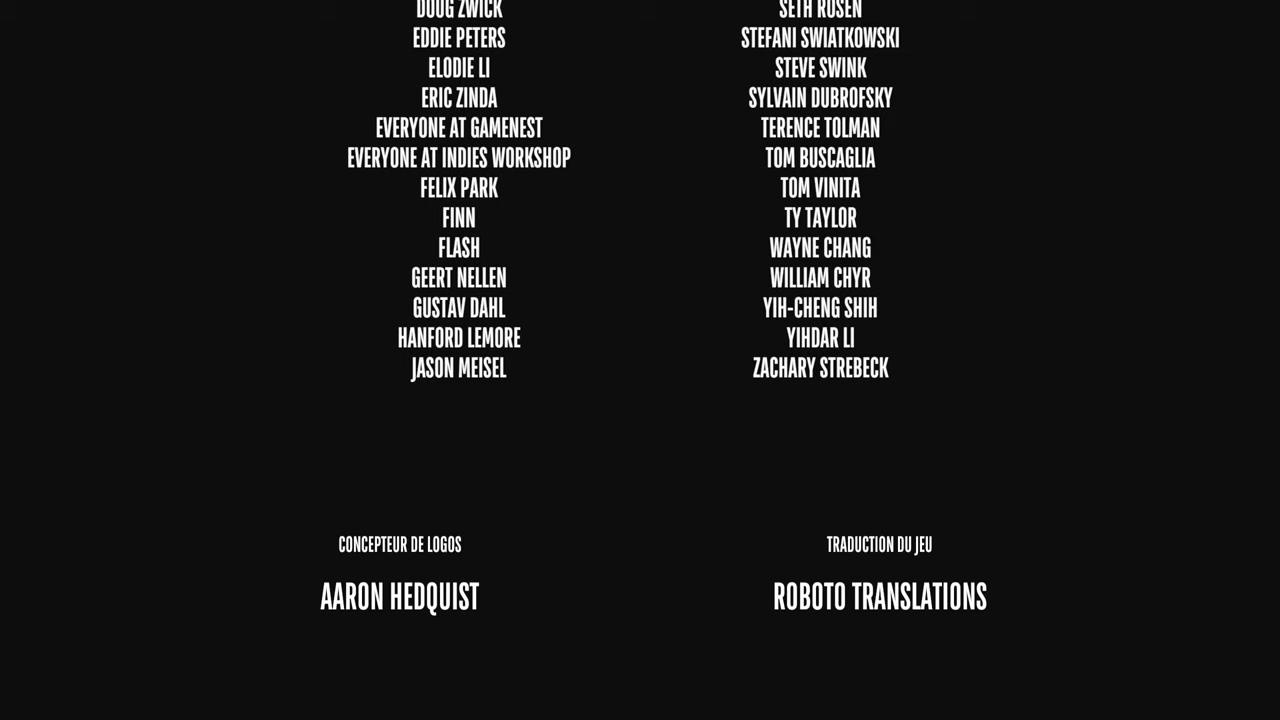 DOUG ZWICK
EDDIE PETERS
ELODIE LI
ERIC ZINDA
EVERYONE AT GAMENEST
EVERYONE AT INDIES WORKSHOP
FELIX PARK
FINN
FLASH
GEERT NELLEN
GUSTAV DAHL
HANFORD LEMORE
JASON MEISEL
SETH ROSEN
STEFANI SWIATKOWSKI
STEVE SWINK
SYLVAIN DUBROFSKY
TERENCE TOLMAN
TOM BUSCAGLIA
TOM VINITA
TY TAYLOR
WAYNE CHANG
WILLIAM CHYR
YIH-CHENG SHIH
YIHDAR LI
ZACHARY STREBECK
CONCEPTEUR DE LOGOS
AARON HEDQUIST
TRADUCTION DU JEU
ROBOTO TRANSLATIONS